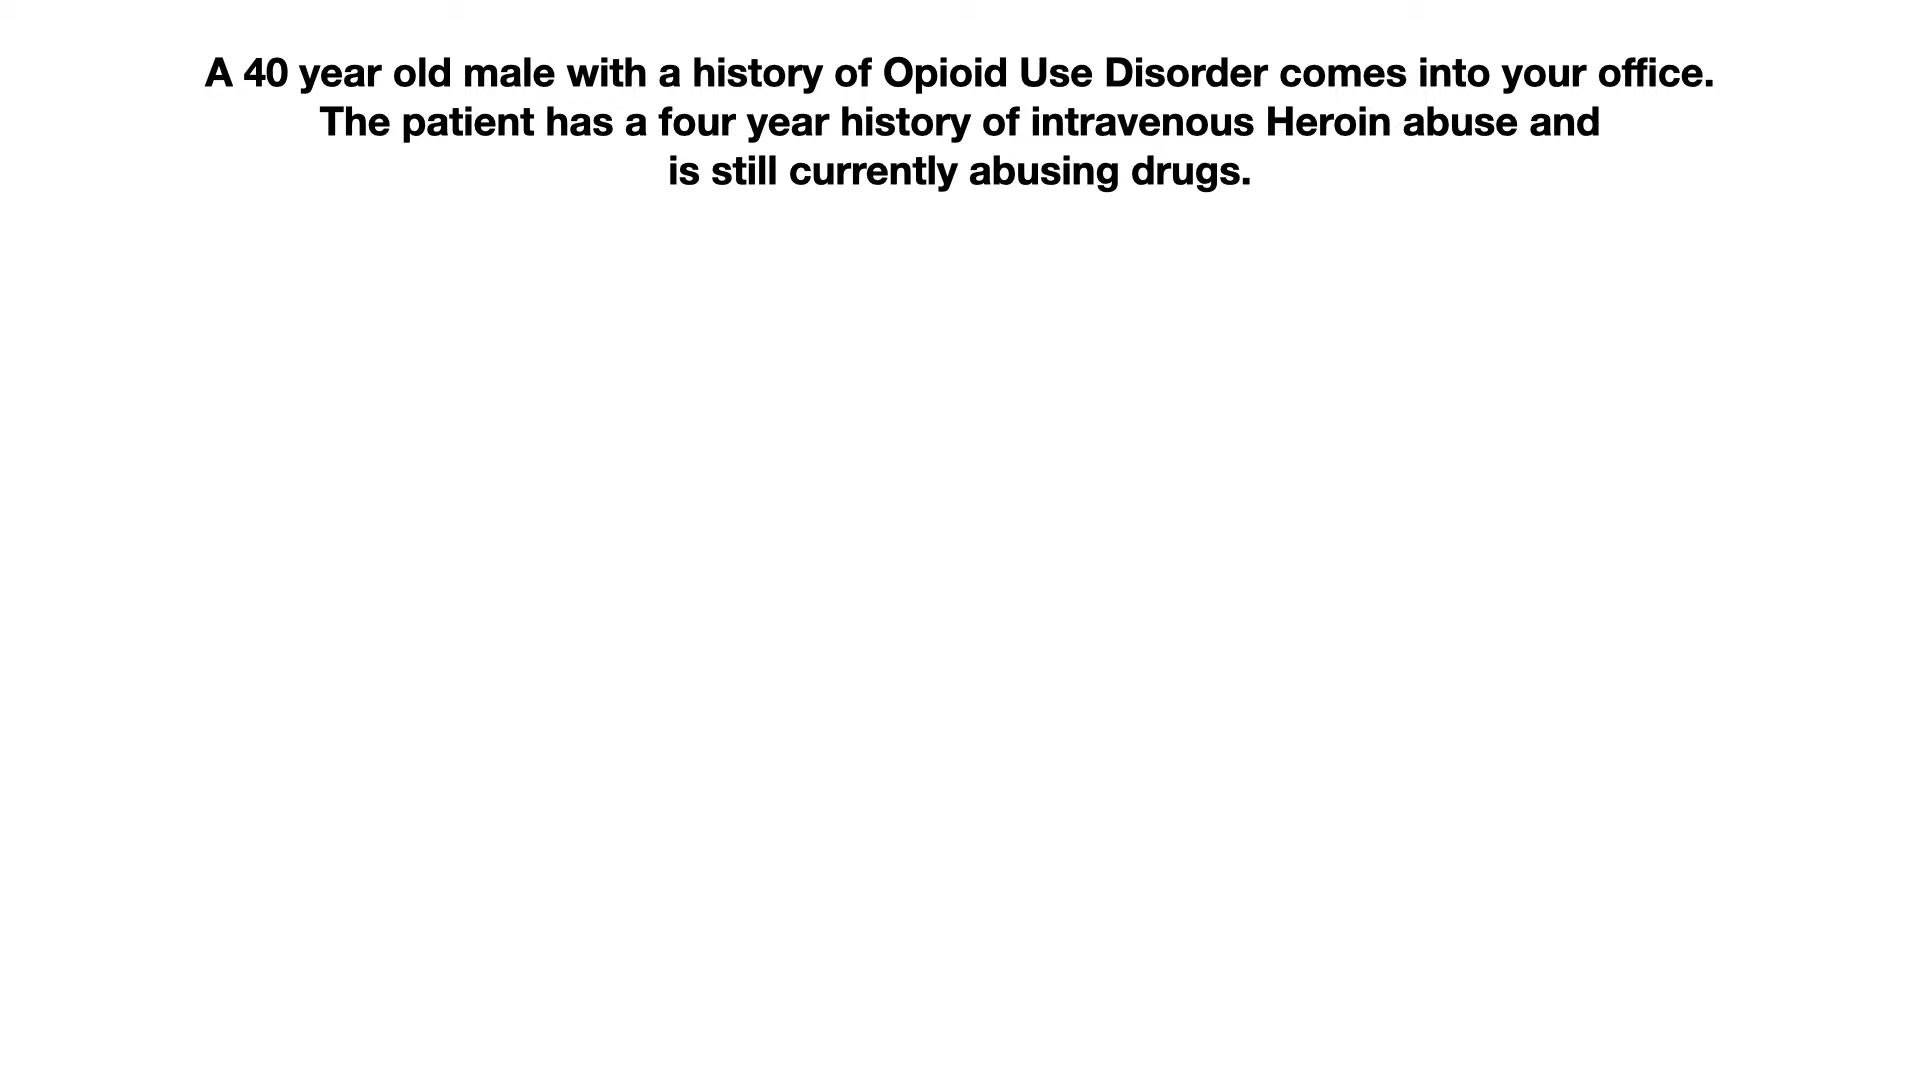 A 40 year old male with a history of Opioid Use Disorder comes into your office.
The patient has a four year history of intravenous Heroin abuse and
is still currently abusing drugs.